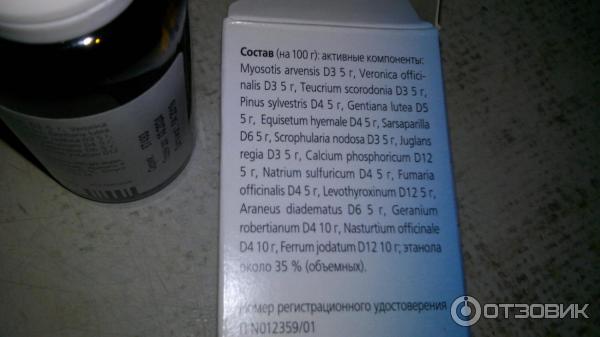 Состав (на 100 г): активные компоненты:
Myosotis arvensis D3 5 г, Veronica offici-
nalis D3 5 г, Teucrium scorodonia D3 5 г,
Pinus sylvestris D4 5 г, Gentiana lutea D5
5 г, Equisetum hyemale D4 5 г, Sarsaparilla
D6 5 г, Scrophularia nodosa D3 5 г, Juglans
regia D3 5 г, Calcium phosphoricum D12
5 г, Natrium sulfuricum D4 5 г, Fumaria
officinalis D4 5 г, Levothyroxinum D12 5 г,
Araneus diadematus D6 5 г, Geranium
robertianum D4 10 г, Nasturtium officinale
D4 10 г, Ferrum jodatum D12 10 г; этанола
около 35 % (объемных).
Номер регистрационного удостоверения
П N012359/01
ОТЗОВИК